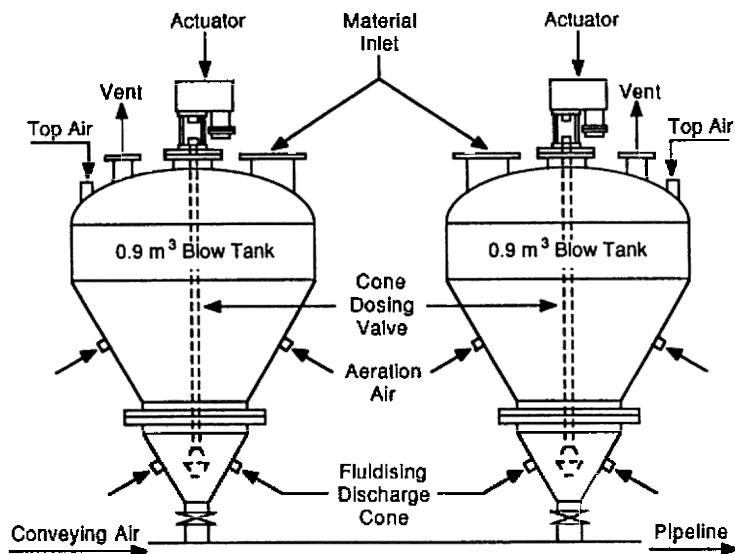 Actuator
Material
Inlet
Actuator
Vent
Vent
Top Air
Top Air
0.9 m³ Blow Tank
0.9 m³ Blow Tank
Cone
Dosing
Valve
Aeration
Air
Fluidising
Discharge
Cone
Conveying Air
Pipeline